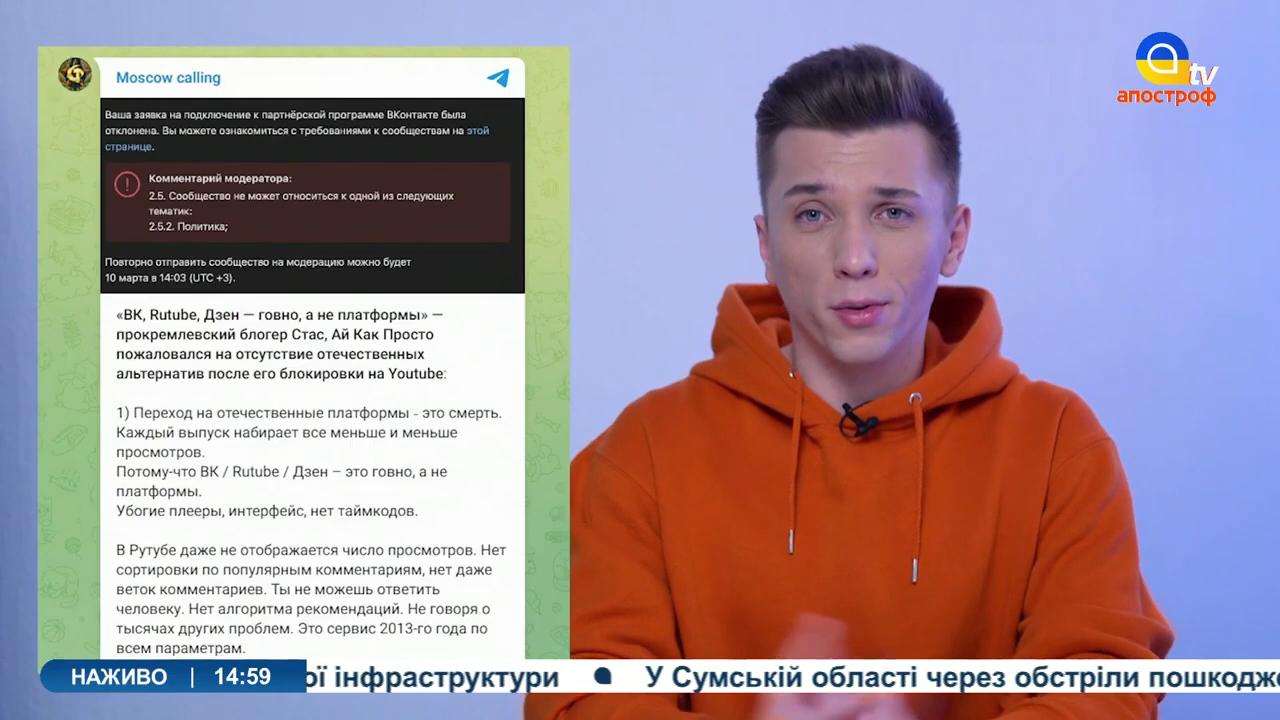 Moscow calling
Ваша заявка на подключение к партнёрской программе ВКонтакте была
отклонена. Вы можете ознакомиться с требованиями к сообществам на этой
странице.
Комментарий модератора:
2.5. Сообщество не может относиться к одной из следующих
тематик:
2.5.2. Политика;
Повторно отправить сообщество на модерацию можно будет
10 марта в 14:03 (UTC +3).
«ВК, Rutube, Дзен — говно, а не платформы» —
прокремлевский блогер Стас, Ай Как Просто
пожаловался на отсутствие отечественных
альтернатив после его блокировки на Youtube:
1) Переход на отечественные платформы - это смерть.
Каждый выпуск набирает все меньше и меньше
просмотров.
Потому-что ВК / Rutube / Дзен – это говно, а не
платформы.
Убогие плееры, интерфейс, нет таймкодов.
В Рутубе даже не отображается число просмотров. Нет
сортировки по популярным комментариям, нет даже
веток комментариев. Ты не можешь ответить
человеку. Нет алгоритма рекомендаций. Не говоря о
тысячах других проблем. Это сервис 2013-го года по
всем параметрам.
tv
апостроф
НАЖИВО | 14:59
ої інфраструктури У Сумській області через обстріли пошкодже